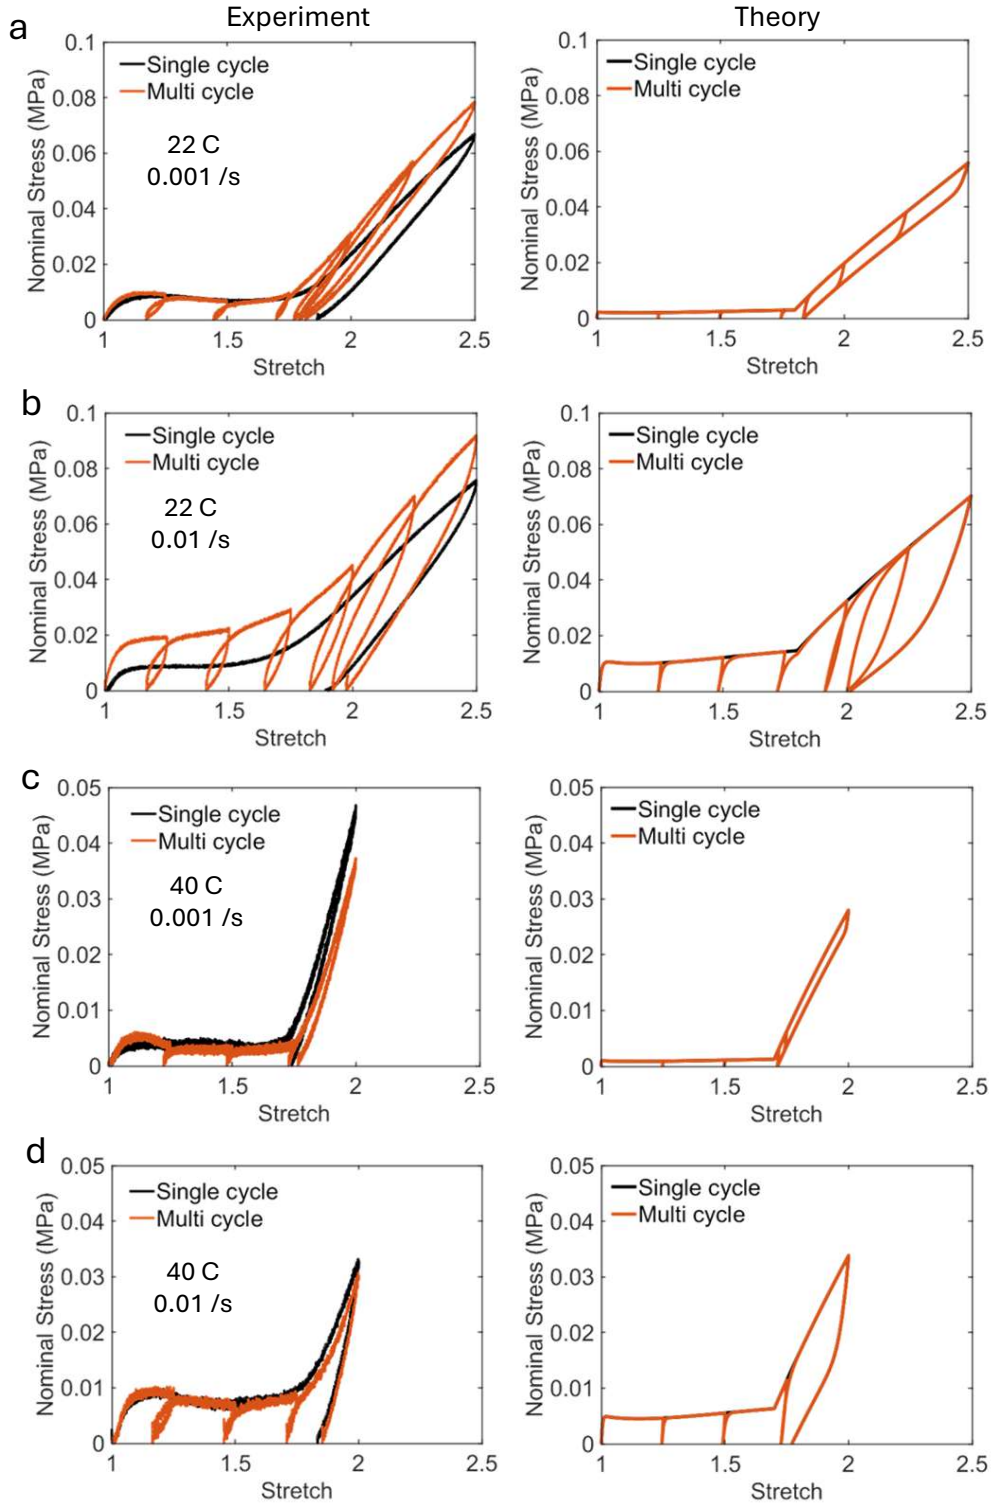 Experiment
Theory
a
0.1
0.08
0.06
0.04
0.02
0
Nominal Stress (MPa)
Single cycle
Multi cycle
22 C
0.001 /s
1
1.5
2
2.5
Stretch
0.1
0.08
0.06
0.04
0.02
0
Nominal Stress (MPa)
Single cycle
Multi cycle
1
1.5
2
2.5
Stretch
b
0.1
0.08
0.06
0.04
0.02
0
Nominal Stress (MPa)
Single cycle
Multi cycle
22 C
0.01 /s
1
1.5
2
2.5
Stretch
0.1
0.08
0.06
0.04
0.02
0
Nominal Stress (MPa)
Single cycle
Multi cycle
1
1.5
2
2.5
Stretch
c
0.05
0.04
0.03
0.02
0.01
0
Nominal Stress (MPa)
Single cycle
Multi cycle
40 C
0.001 /s
1
1.5
2
2.5
Stretch
0.05
0.04
0.03
0.02
0.01
0
Nominal Stress (MPa)
Single cycle
Multi cycle
1
1.5
2
2.5
Stretch
d
0.05
0.04
0.03
0.02
0.01
0
Nominal Stress (MPa)
Single cycle
Multi cycle
40 C
0.01 /s
1
1.5
2
2.5
Stretch
0.05
0.04
0.03
0.02
0.01
0
Nominal Stress (MPa)
Single cycle
Multi cycle
1
1.5
2
2.5
Stretch